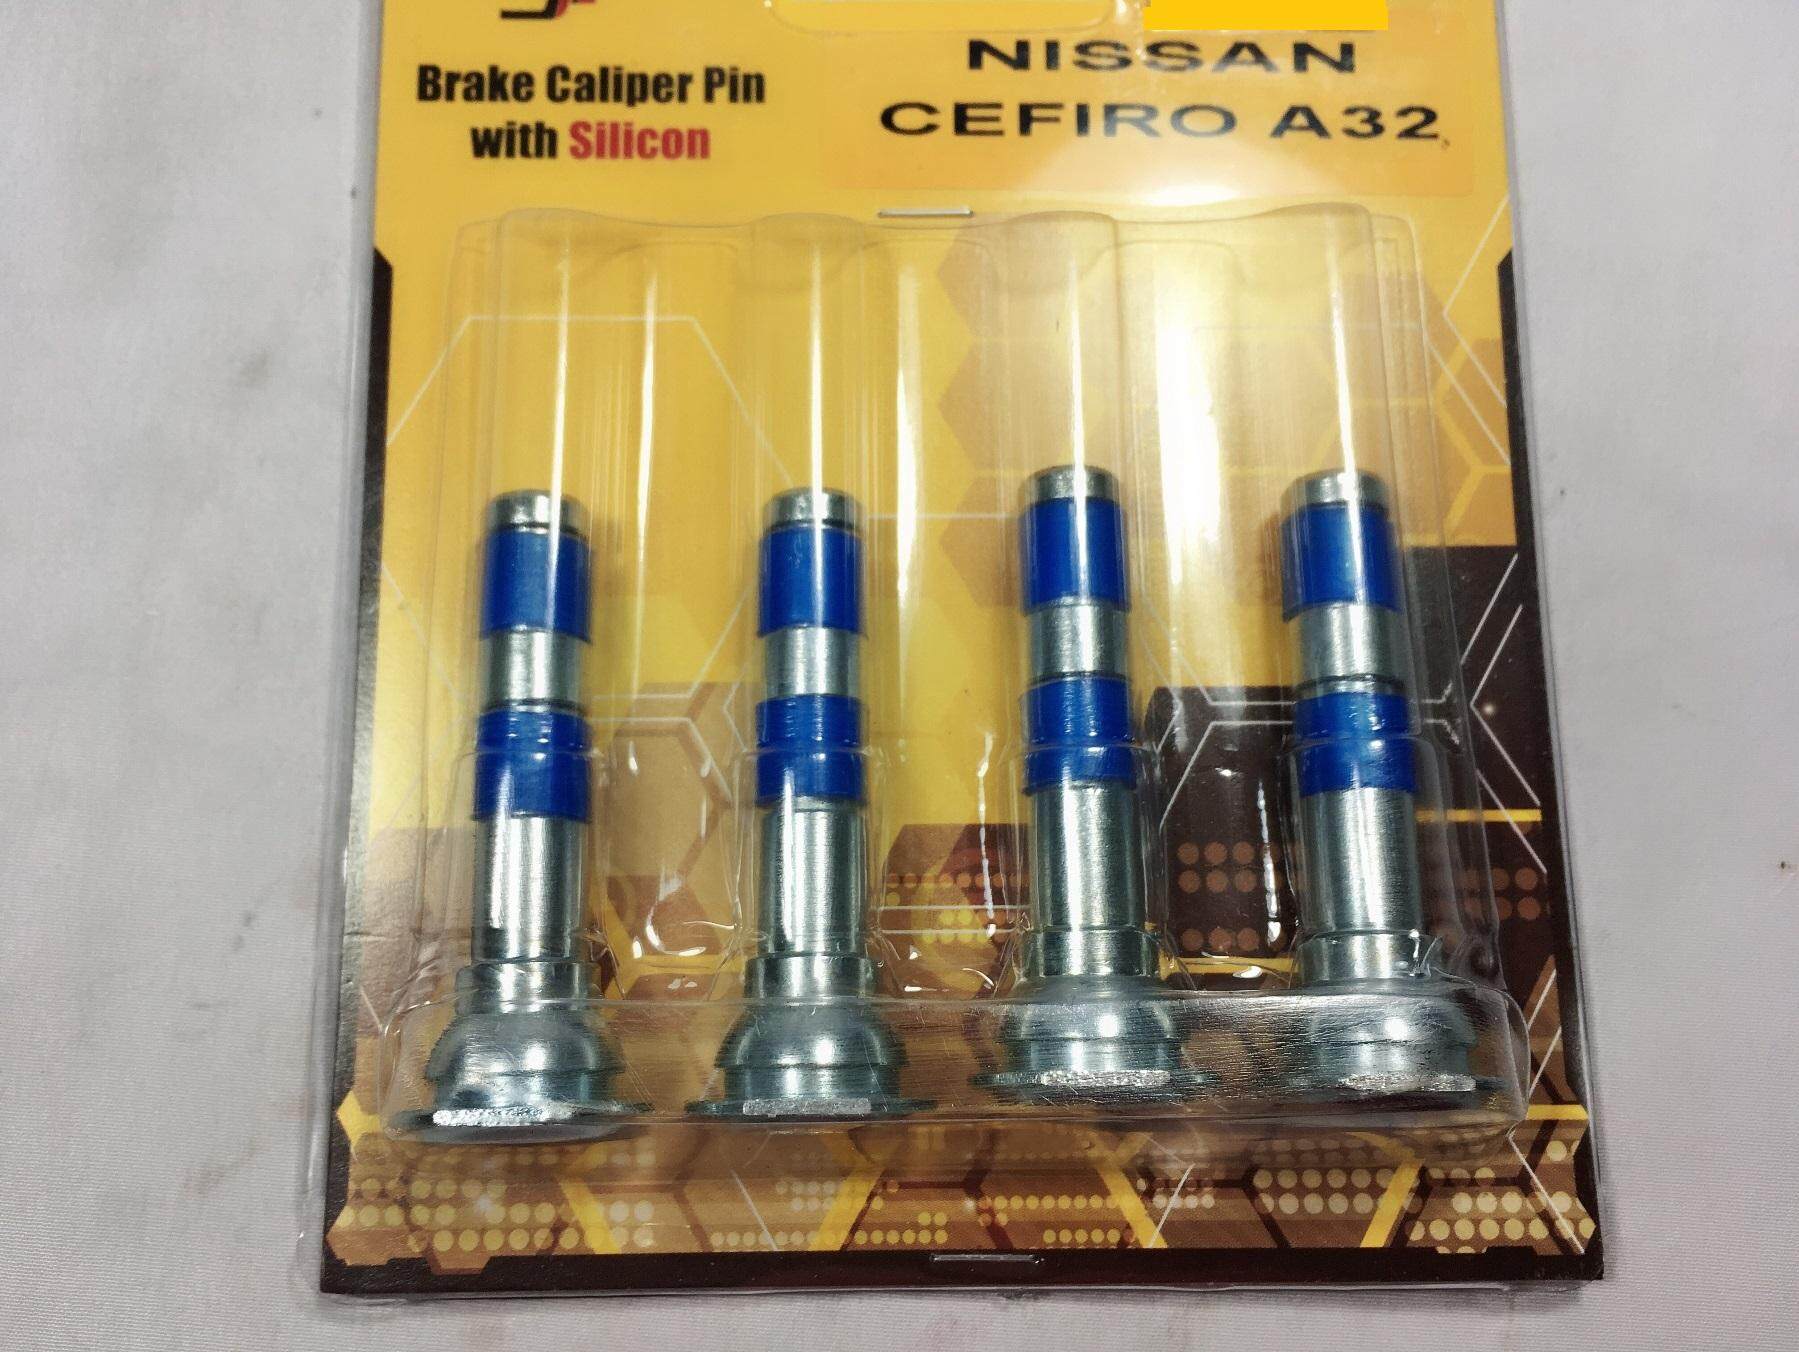 Brake Caliper Pin
with Silicon
NISSAN
CEFIRO A32